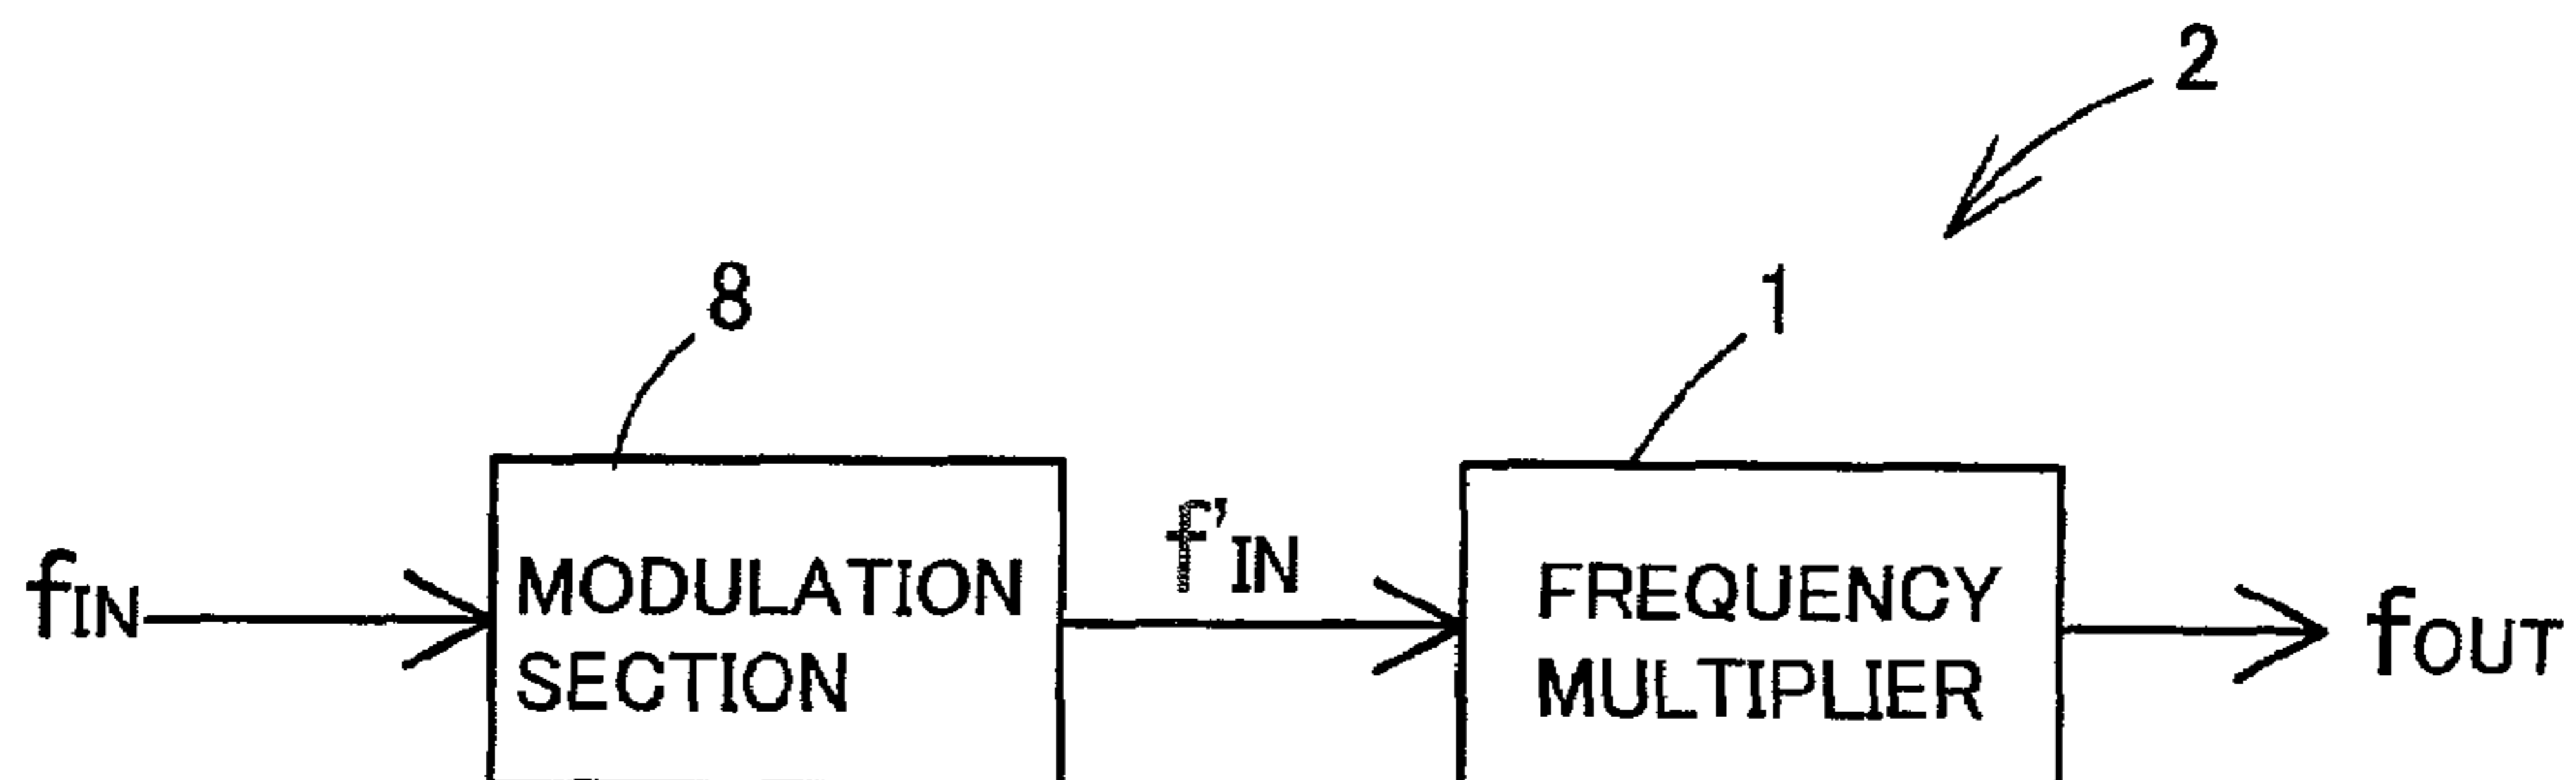 2
8
1
fIN
MODULATION
SECTION
f'IN
FREQUENCY
MULTIPLIER
fOUT